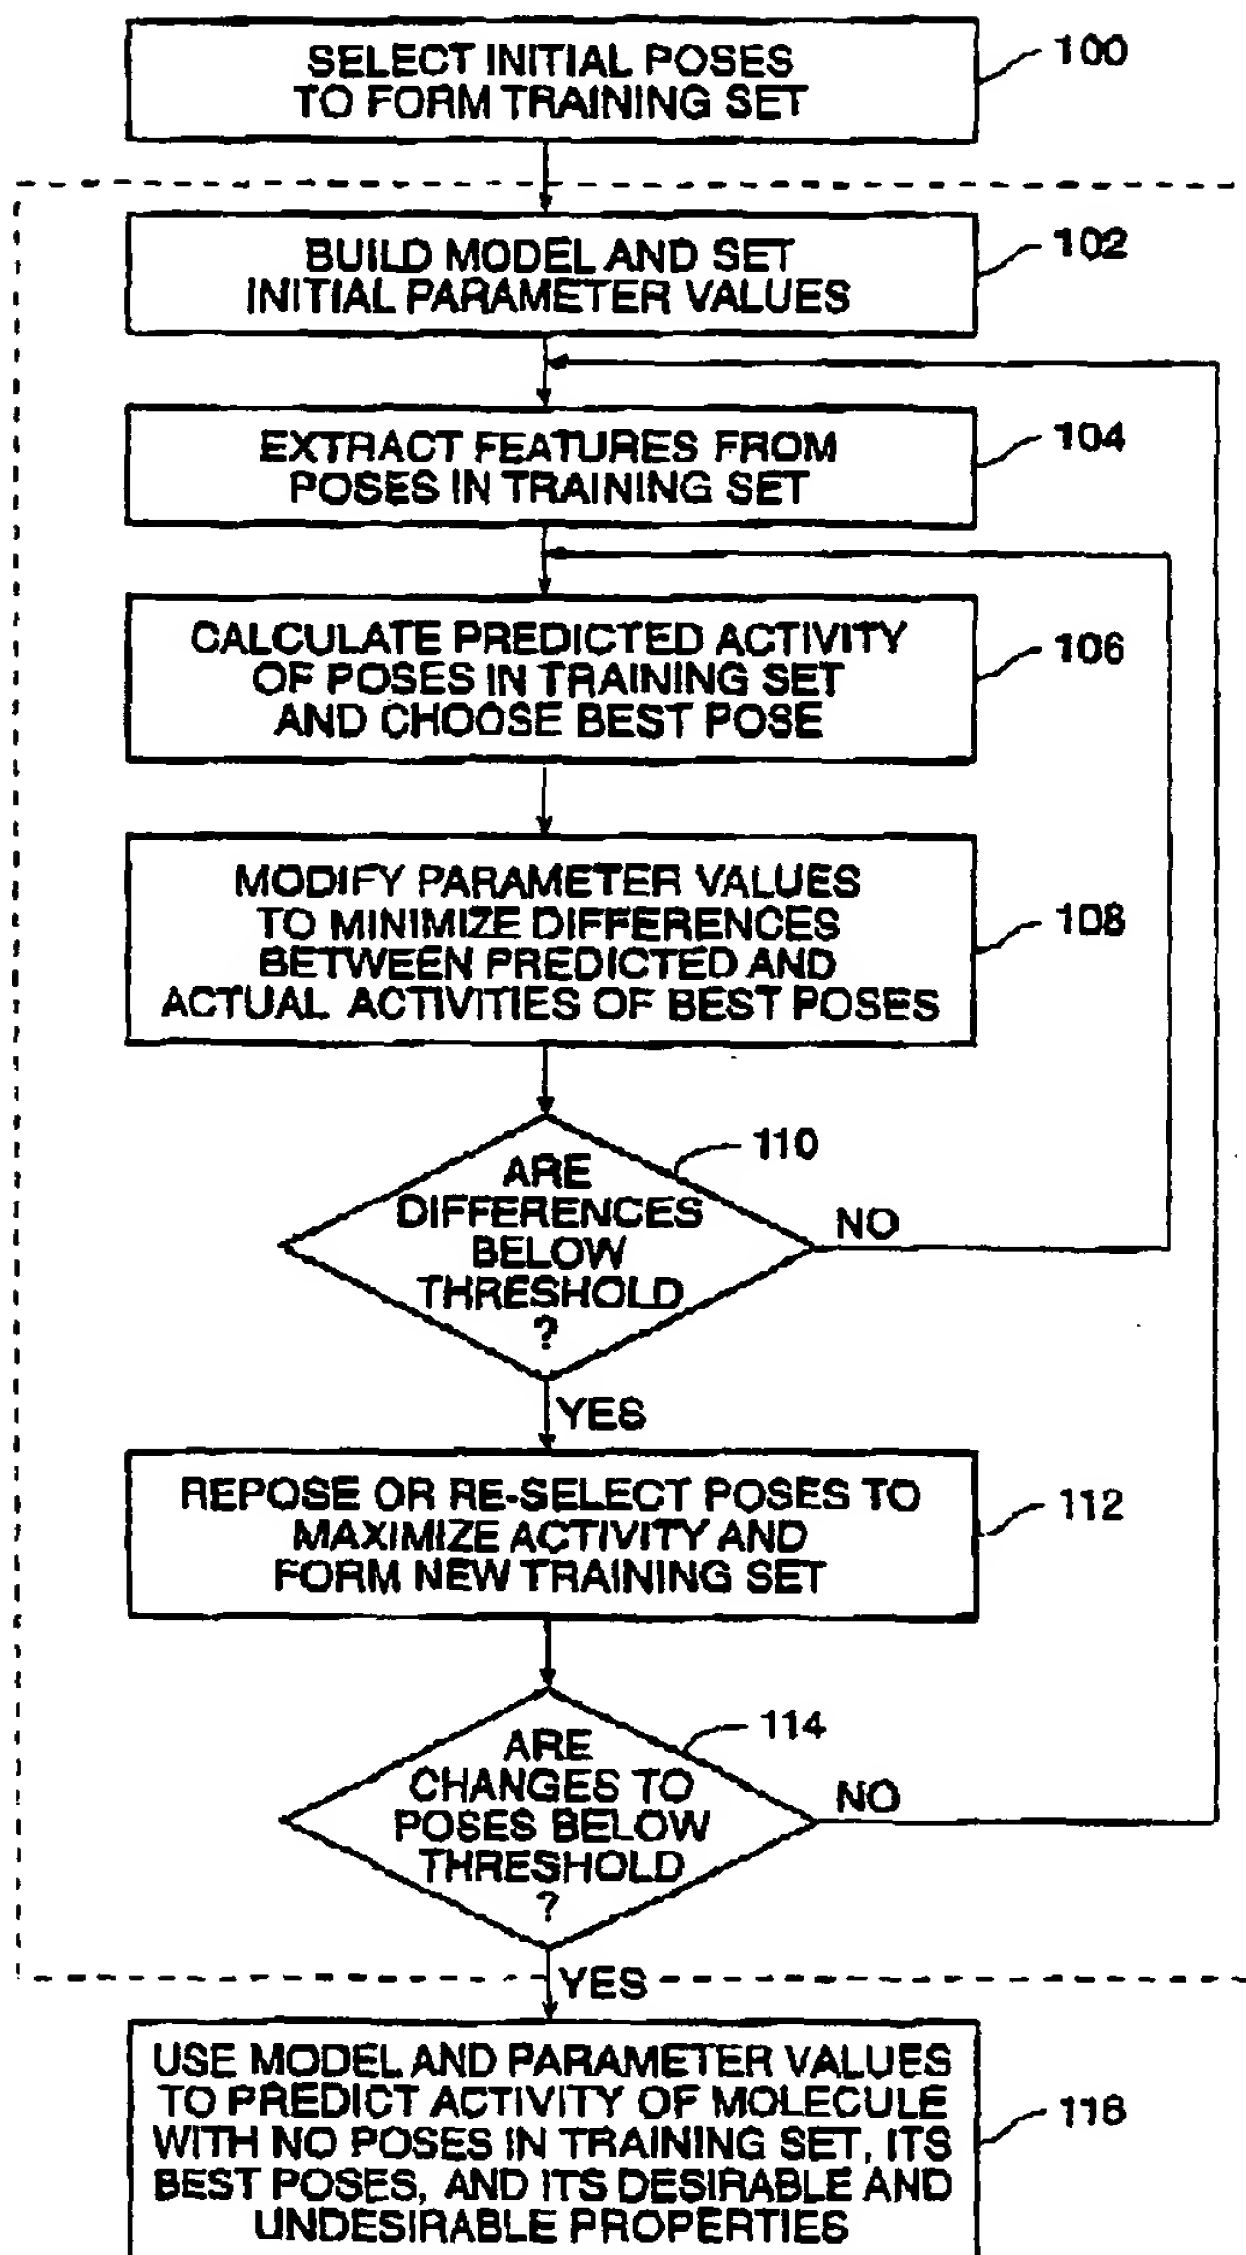 SELECT INITIAL POSES
TO FORM TRAINING SET
100
BUILD MODEL AND SET
INITIAL PARAMETER VALUES
102
EXTRACT FEATURES FROM
POSES IN TRAINING SET
104
CALCULATE PREDICTED ACTIVITY
OF POSES IN TRAINING SET
AND CHOOSE BEST POSE
106
MODIFY PARAMETER VALUES
TO MINIMIZE DIFFERENCES
BETWEEN PREDICTED AND
ACTUAL ACTIVITIES OF BEST POSES
108
110
ARE
DIFFERENCES
BELOW
THRESHOLD
?
NO
YES
REPOSE OR RE-SELECT POSES TO
MAXIMIZE ACTIVITY AND
FORM NEW TRAINING SET
112
114
ARE
CHANGES TO
POSES BELOW
THRESHOLD
?
NO
YES
USE MODEL AND PARAMETER VALUES
TO PREDICT ACTIVITY OF MOLECULE
WITH NO POSES IN TRAINING SET, ITS
BEST POSES, AND ITS DESIRABLE AND
UNDESIRABLE PROPERTIES
116